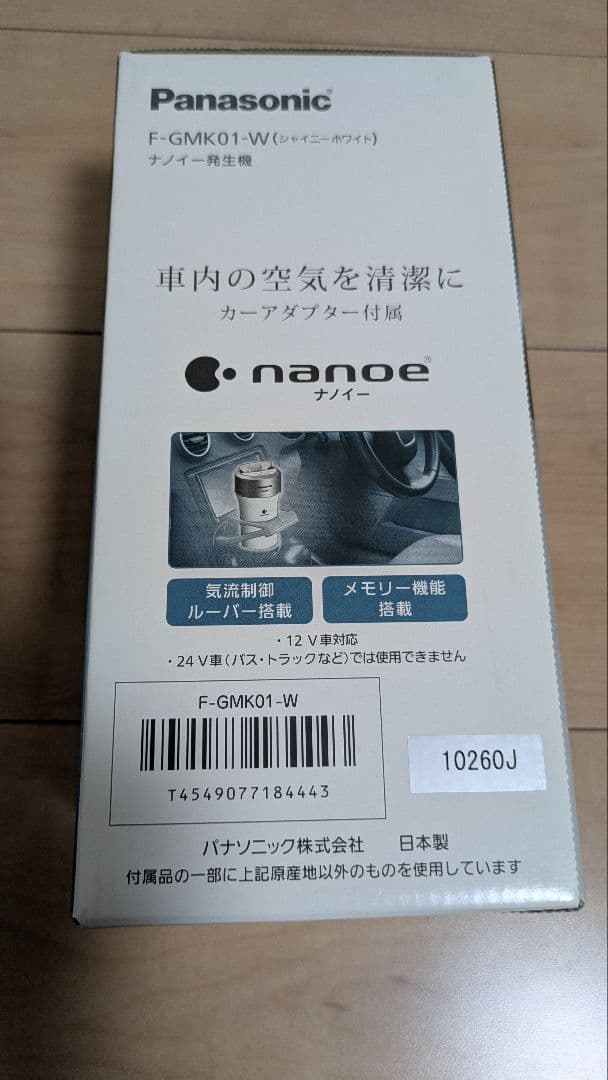 Panasonic
F-GMK01-W(シャイニーホワイト)
ナノイー発生機
車内の空気を清潔に
カーアダプター付属
nanoe®
ナノイー
気流制御
ルーバー搭載
メモリー機能
搭載
・12 V車対応
・24 V車(バス・トラックなど)では使用できません
F-GMK01-W
T4549077184443
10260J
パナソニック株式会社 日本製
付属品の一部に上記原産地以外のものを使用しています